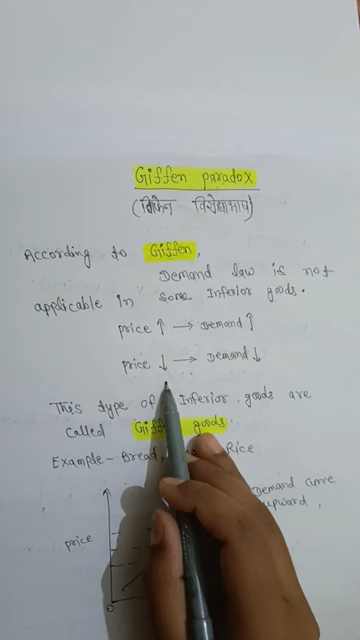 Giffen paradox
(गिफेन विरोधाभाष)
According to Giffen,
Demand law is not
applicable in some Inferior goods.
price ↑ → Demand ↑
price ↓ → Demand ↓
This type of Inferior goods are
called Giffen goods
Example - Bread, Rice
Demand curve
upward.
price
0